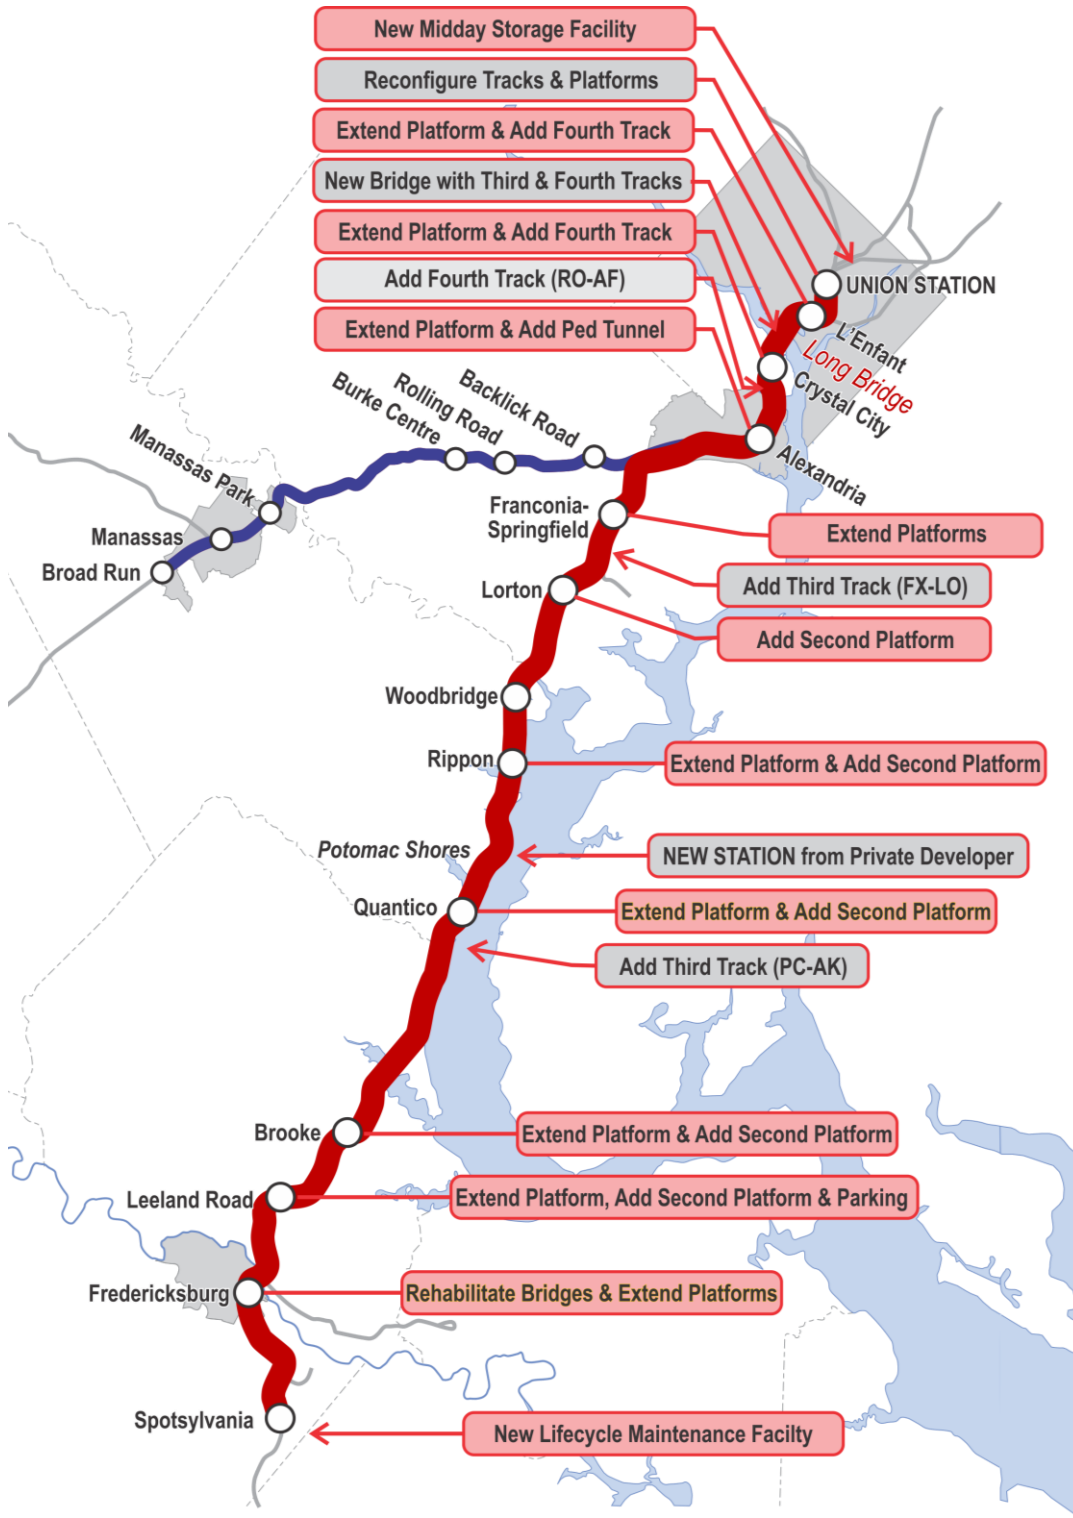 New Midday Storage Facility
Reconfigure Tracks & Platforms
Extend Platform & Add Fourth Track
New Bridge with Third & Fourth Tracks
Extend Platform & Add Fourth Track
Add Fourth Track (RO-AF)
Extend Platform & Add Ped Tunnel
UNION STATION
L'Enfant
Long Bridge
Crystal City
Alexandria
Backlick Road
Rolling Road
Burke Centre
Manassas Park
Manassas
Broad Run
Franconia-
Springfield
Extend Platforms
Add Third Track (FX-LO)
Lorton
Add Second Platform
Woodbridge
Rippon
Extend Platform & Add Second Platform
Potomac Shores
NEW STATION from Private Developer
Quantico
Extend Platform & Add Second Platform
Add Third Track (PC-AK)
Brooke
Extend Platform & Add Second Platform
Leeland Road
Extend Platform, Add Second Platform & Parking
Fredericksburg
Rehabilitate Bridges & Extend Platforms
Spotsylvania
New Lifecycle Maintenance Facilty